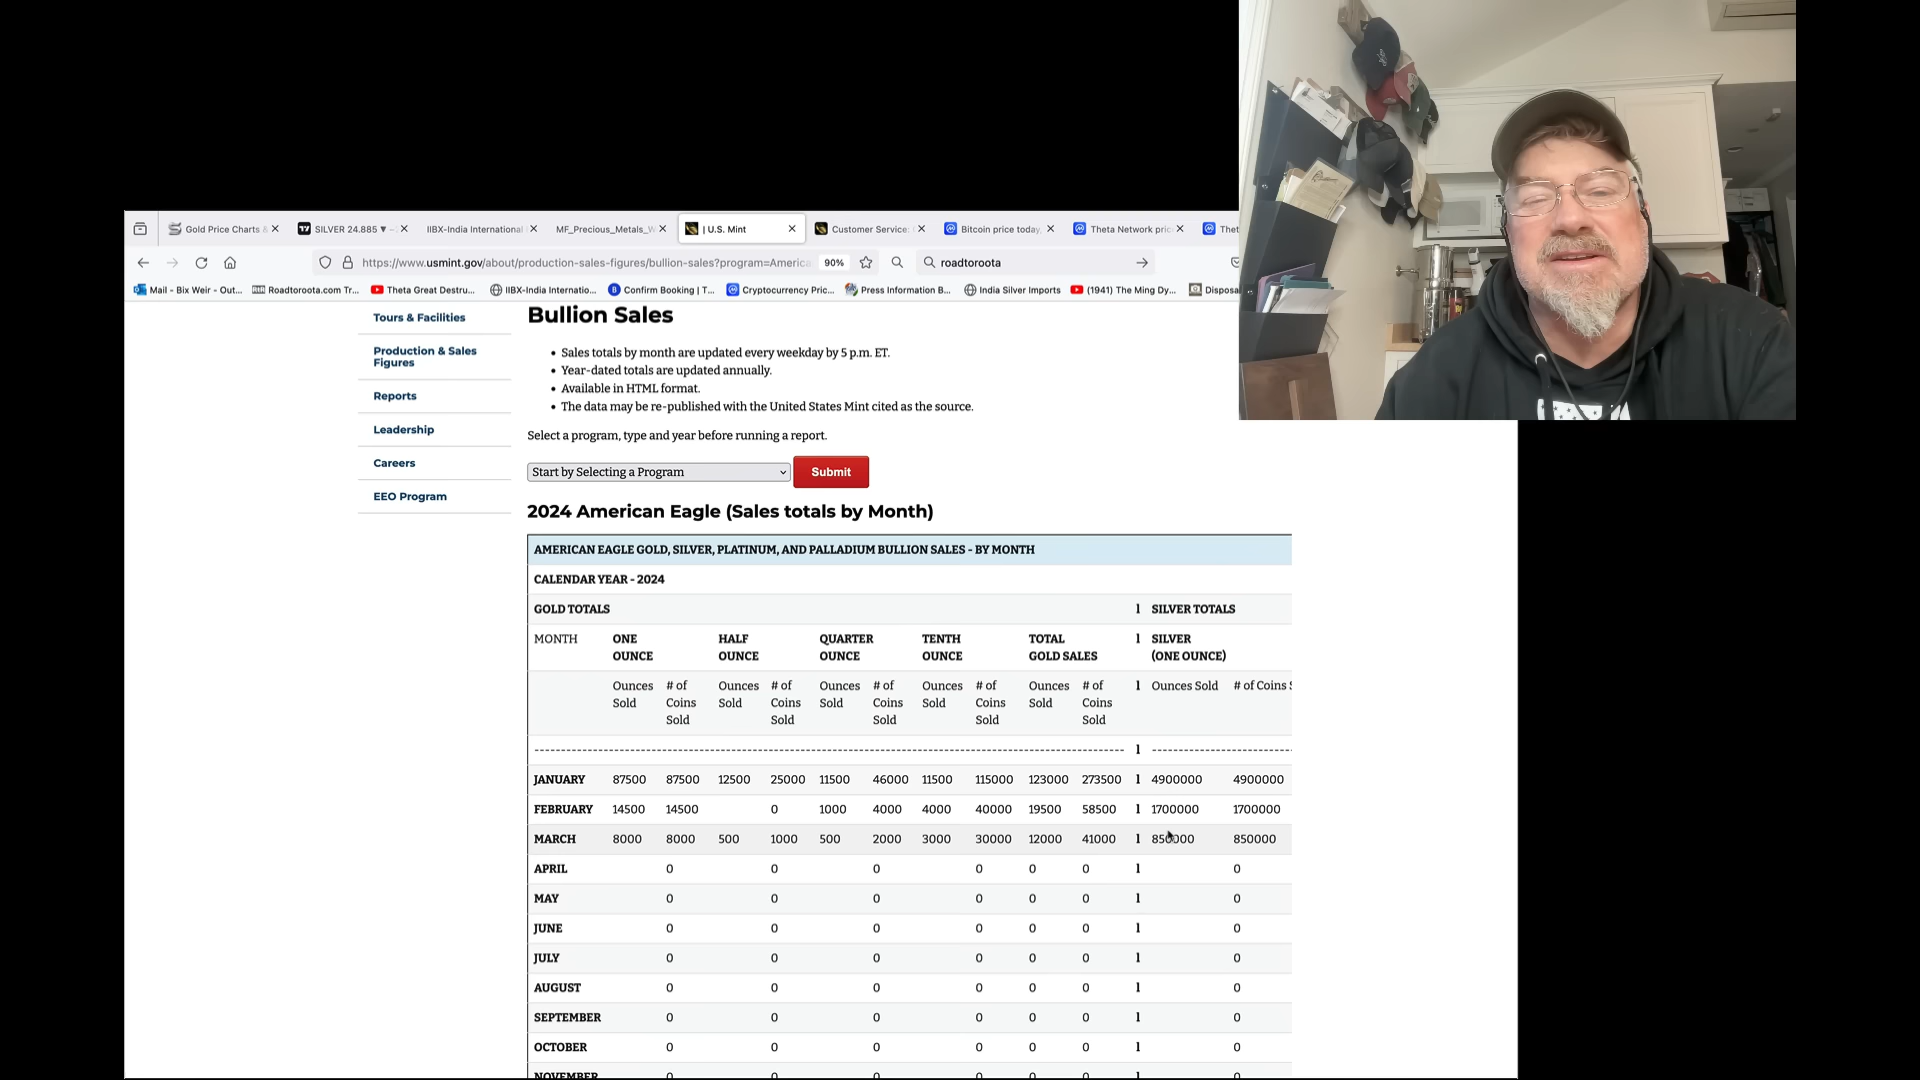 Gold Price Charts &
SILVER 24.885 ▼ -
IIBX-India International
MF_Precious_Metals_W
| U.S. Mint
Customer Service:
Bitcoin price today,
Theta Network pric
Thet
https://www.usmint.gov/about/production-sales-figures/bullion-sales?program=America
90%
roadtoroota
Mail - Bix Weir - Out...
Roadtoroota.com Tr...
Theta Great Destru...
IIBX-India Internatio...
Confirm Booking | T...
Cryptocurrency Pric...
Press Information B...
India Silver Imports
(1941) The Ming Dy...
Disposa
Tours & Facilities
Production & Sales
Figures
Reports
Leadership
Careers
EEO Program
Bullion Sales
• Sales totals by month are updated every weekday by 5 p.m. ET.
• Year-dated totals are updated annually.
• Available in HTML format.
• The data may be re-published with the United States Mint cited as the source.
Select a program, type and year before running a report.
Start by Selecting a Program
Submit
2024 American Eagle (Sales totals by Month)
AMERICAN EAGLE GOLD, SILVER, PLATINUM, AND PALLADIUM BULLION SALES - BY MONTH
CALENDAR YEAR - 2024
GOLD TOTALS l SILVER TOTALS
MONTH ONE HALF QUARTER TENTH TOTAL l SILVER
OUNCE OUNCE OUNCE OUNCE GOLD SALES (ONE OUNCE)
Ounces # of Ounces # of Ounces # of Ounces # of Ounces # of l Ounces Sold # of Coins S
Sold Coins Sold Coins Sold Coins Sold Coins Sold Coins
Sold Sold Sold Sold Sold
---------------------------------------------------------------- l ---------------
JANUARY 87500 87500 12500 25000 11500 46000 11500 115000 123000 273500 l 4900000 4900000
FEBRUARY 14500 14500 0 1000 4000 4000 40000 19500 58500 l 1700000 1700000
MARCH 8000 8000 500 1000 500 2000 3000 30000 12000 41000 l 850000 850000
APRIL 0 0 0 0 0 0 l 0
MAY 0 0 0 0 0 0 l 0
JUNE 0 0 0 0 0 0 l 0
JULY 0 0 0 0 0 0 l 0
AUGUST 0 0 0 0 0 0 l 0
SEPTEMBER 0 0 0 0 0 0 l 0
OCTOBER 0 0 0 0 0 0 l 0
NOVEMBER 0 0 0 0 0 0 l 0